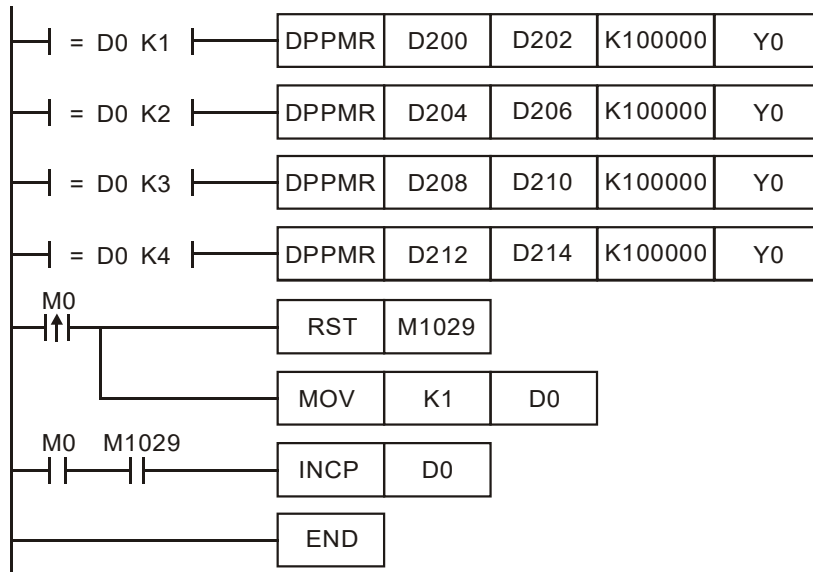 = D0 K1 DPPMR D200 D202 K100000 Y0
= D0 K2 DPPMR D204 D206 K100000 Y0
= D0 K3 DPPMR D208 D210 K100000 Y0
= D0 K4 DPPMR D212 D214 K100000 Y0
M0
RST M1029
MOV K1 D0
M0 M1029
INCP D0
END